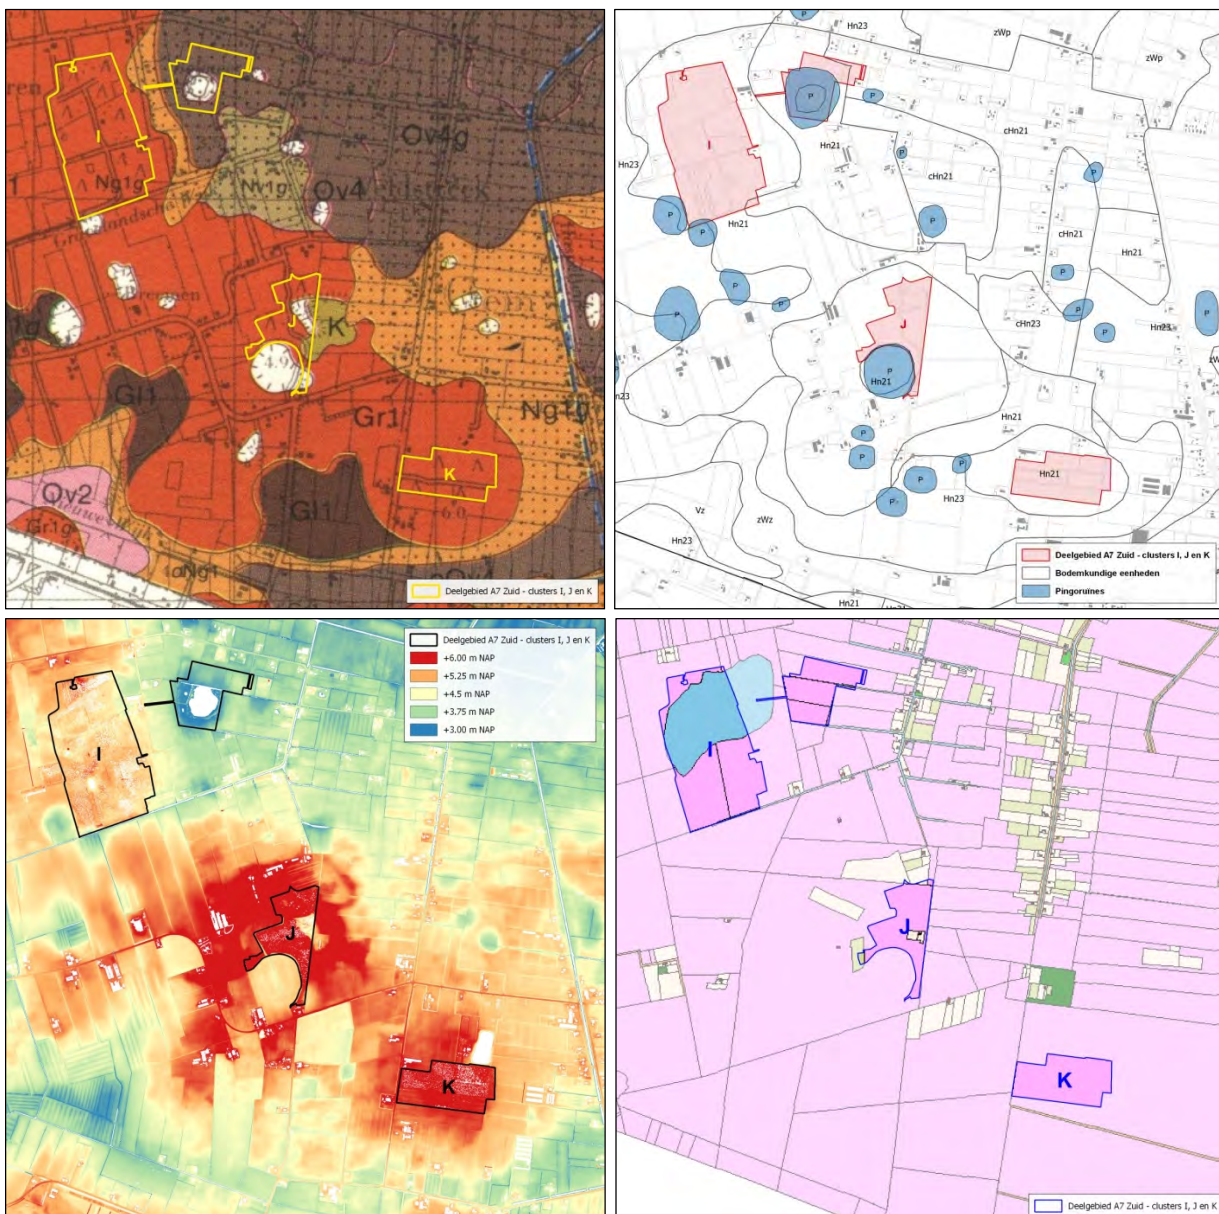 I
Ng1g
Nv1g
Ov4g
Ov4
K
J
Gl1
Gr1
Ng1g
K
Gl1
Ov2
Gr1g
Deelgebied A7 Zuid - clusters I, J en K
Hn23
zWp
zWp
P
P
cHn21
Hn21
I
P
Hn23
cHn21
P
P
P
P
Hn21
cHn21
Hn21
P
P
P
P
P
P
J
cHn23
Hn23
P
P
zW
Hn23
Hn21
P
Hn21
P
P
P
P
Hn21
Hn23
P
Vz
zWz
Hn23
Hn21
Hn21
Deelgebied A7 Zuid - clusters I, J en K
Bodemkundige eenheden
Pingoruïnes
Deelgebied A7 Zuid - clusters I, J en K
+6.00 m NAP
+5.25 m NAP
+4.5 m NAP
+3.75 m NAP
+3.00 m NAP
I
J
K
I
J
K
Deelgebied A7 Zuid - clusters I, J en K